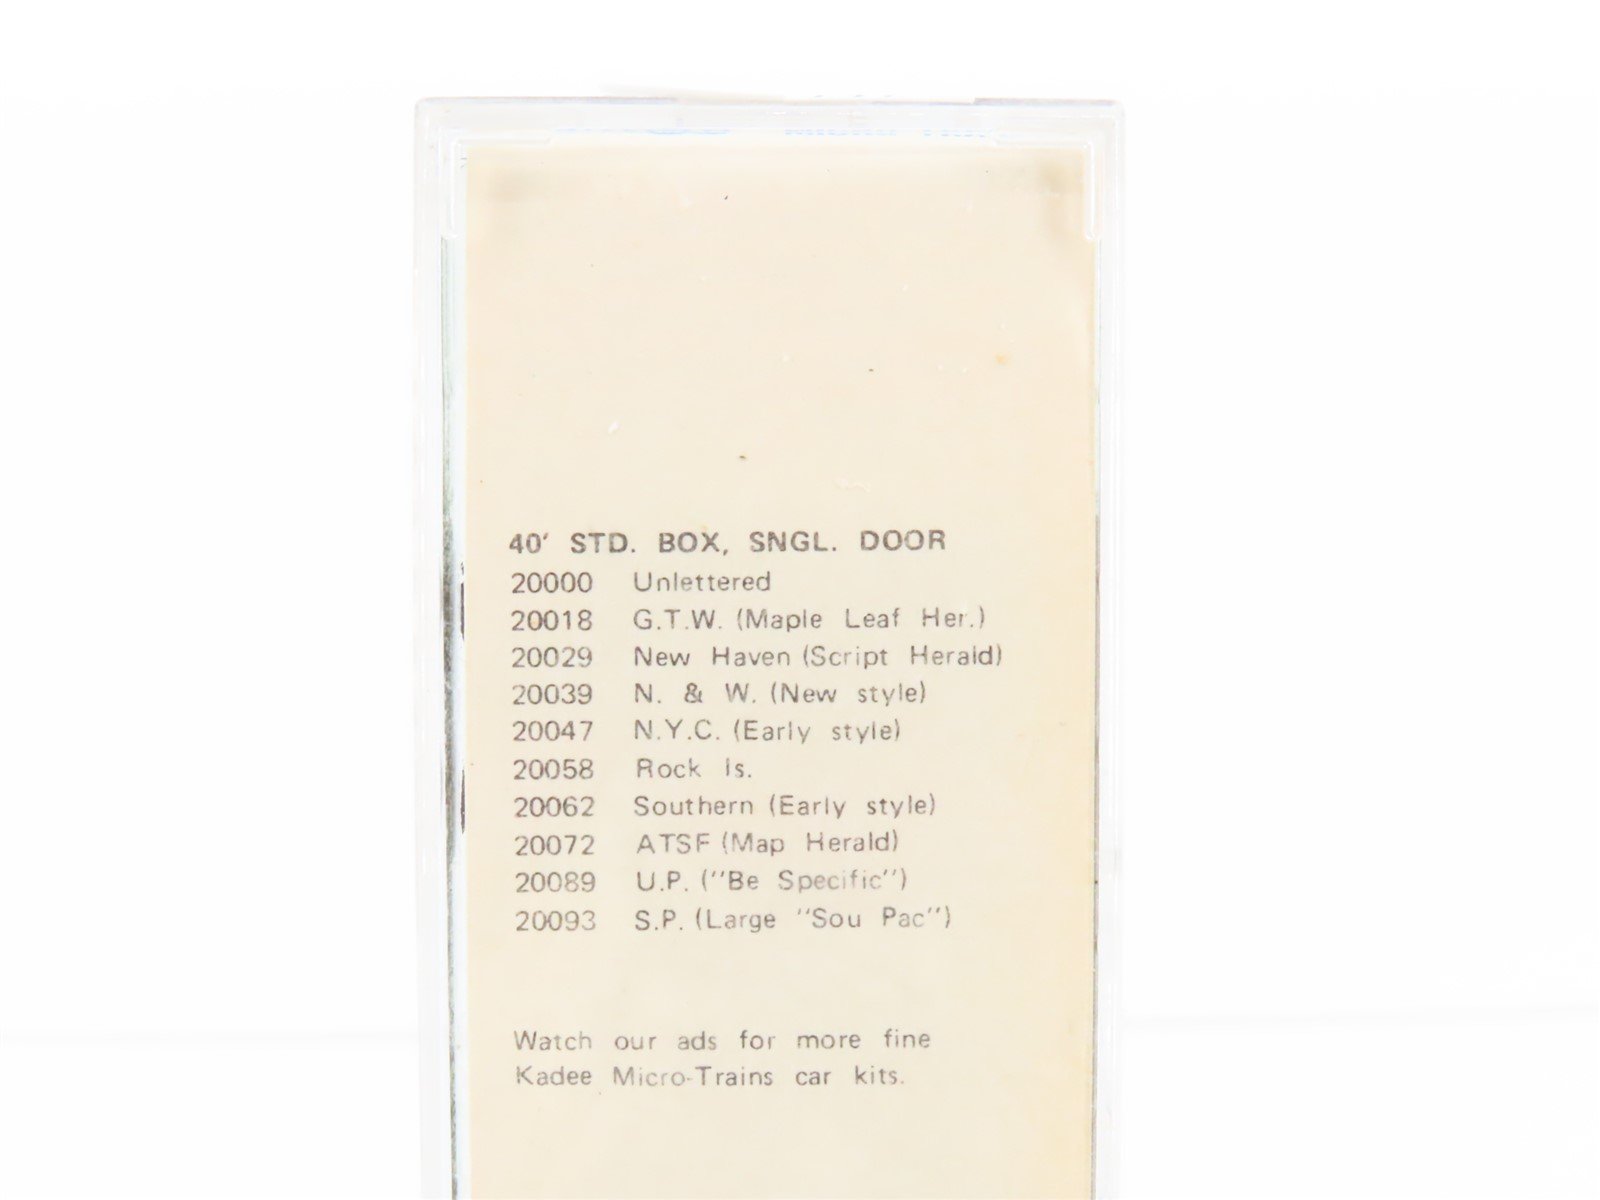 40' STD. BOX, SNGL. DOOR
20000 Unlettered
20018 G.T.W. (Maple Leaf Her.)
20029 New Haven (Script Herald)
20039 N. & W. (New style)
20047 N.Y.C. (Early style)
20058 Rock Is.
20062 Southern (Early style)
20072 ATSF (Map Herald)
20089 U.P. ("Be Specific")
20093 S.P. (Large "Sou Pac")
Watch our ads for more fine
Kadee Micro-Trains car kits.